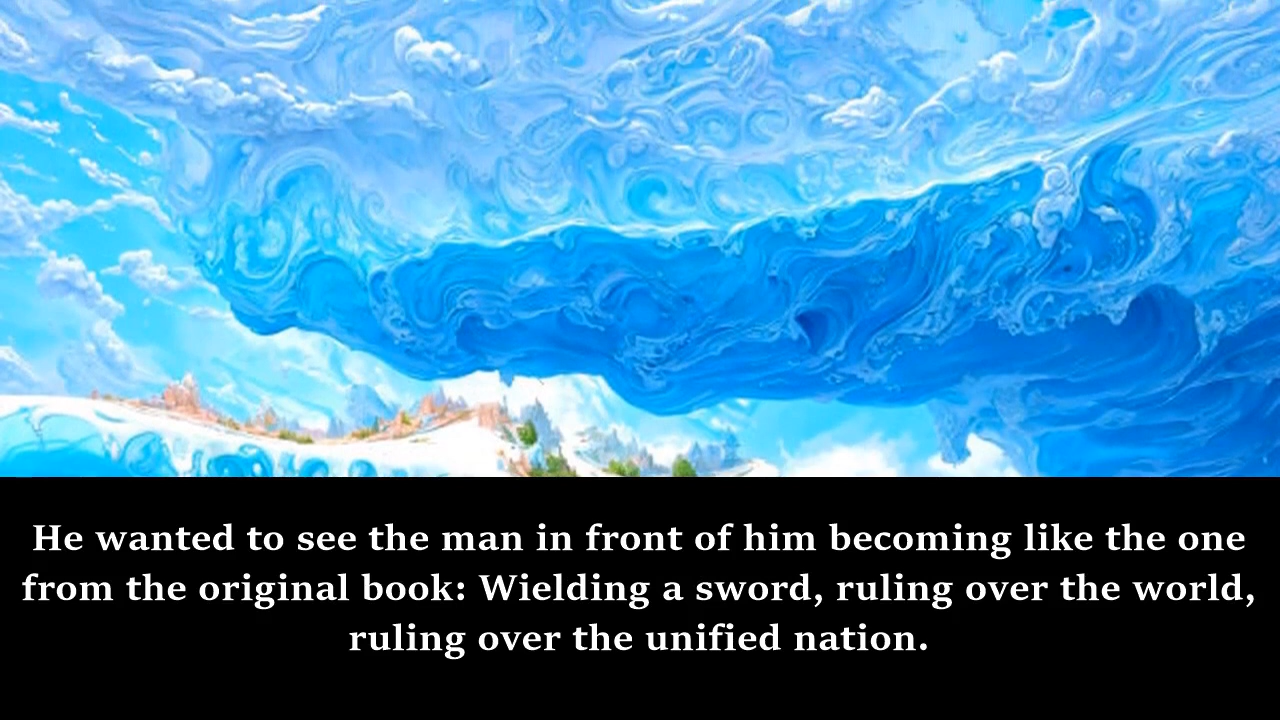 He wanted to see the man in front of him becoming like the one
from the original book: Wielding a sword, ruling over the world,
ruling over the unified nation.